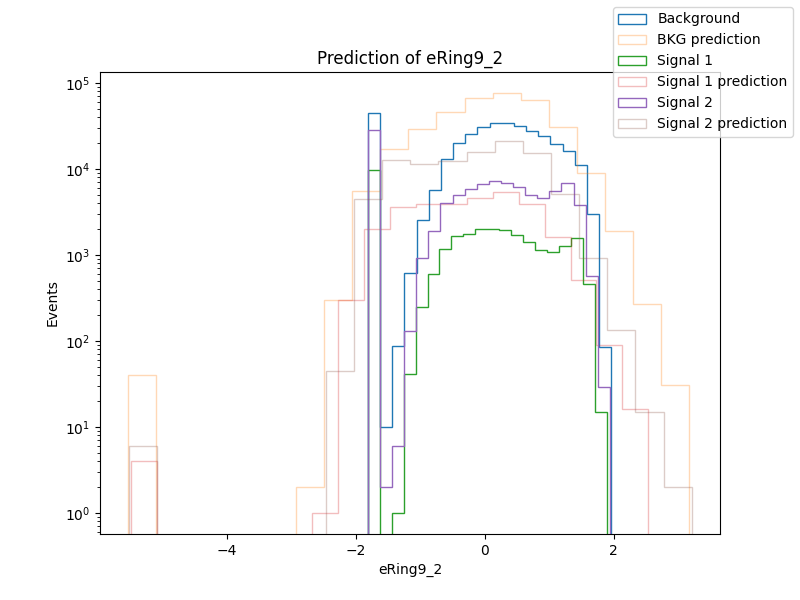 Prediction of eRing9_2
Background
BKG prediction
Signal 1
Signal 1 prediction
Signal 2
Signal 2 prediction
10^5
10^4
10^3
10^2
10^1
10^0
Events
−4
−2
0
2
eRing9_2